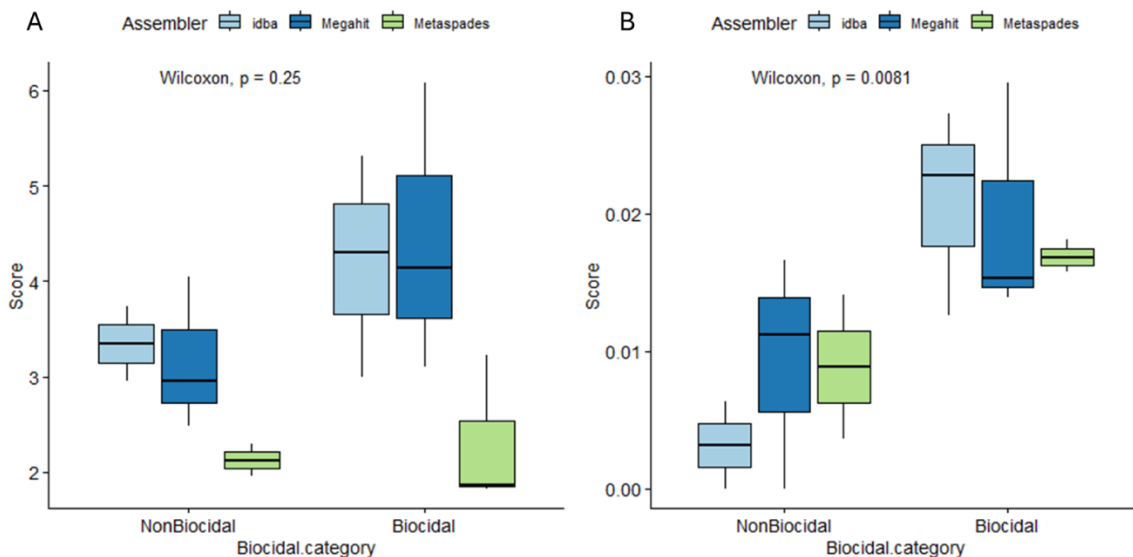 A
Assembler idba Megahit Metaspades
Wilcoxon, p = 0.25
6
5
4
3
2
Score
NonBiocidal Biocidal
Biocidal.category
B
Assembler idba Megahit Metaspades
Wilcoxon, p = 0.0081
0.03
0.02
0.01
0.00
Score
NonBiocidal Biocidal
Biocidal.category